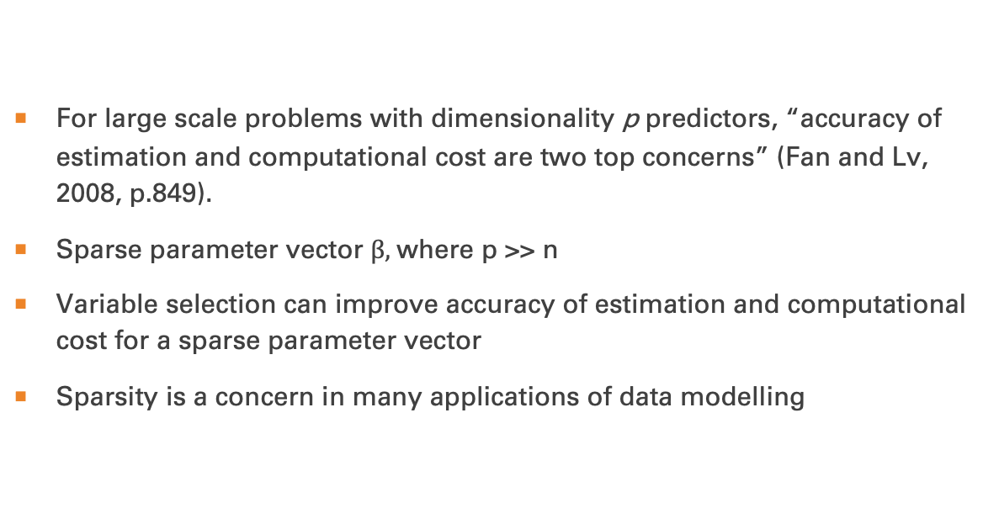 For large scale problems with dimensionality p predictors, “accuracy of
estimation and computational cost are two top concerns” (Fan and Lv,
2008, p.849).
Sparse parameter vector β, where p >> n
Variable selection can improve accuracy of estimation and computational
cost for a sparse parameter vector
Sparsity is a concern in many applications of data modelling